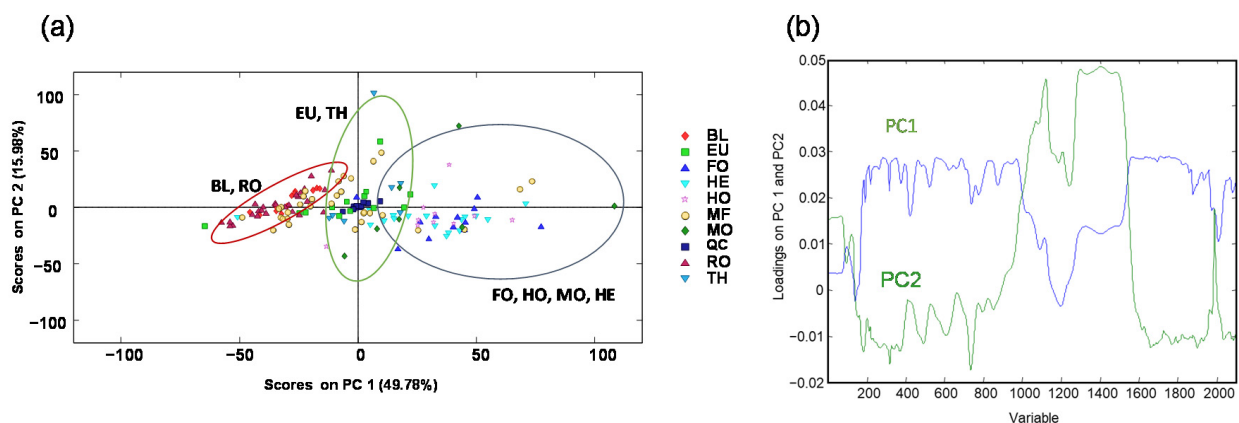 (a)
(b)
100
50
0
−50
−100
−100
−50
0
50
100
Scores on PC 2 (15.98%)
Scores on PC 1 (49.78%)
EU, TH
BL, RO
FO, HO, MO, HE
BL
EU
FO
HE
HO
MF
MO
QC
RO
TH
0.05
0.04
0.03
0.02
0.01
0
−0.01
−0.02
200 400 600 800 1000 1200 1400 1600 1800 2000
Loadings on PC 1 and PC2
Variable
PC1
PC2